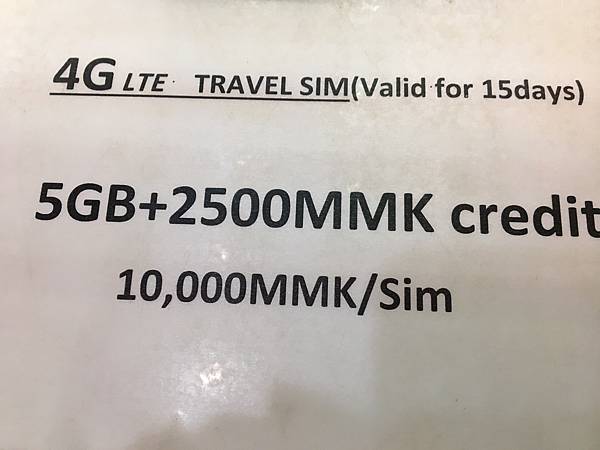 4G LTE TRAVEL SIM(Valid for 15days)
5GB+2500MMK credit
10,000MMK/Sim